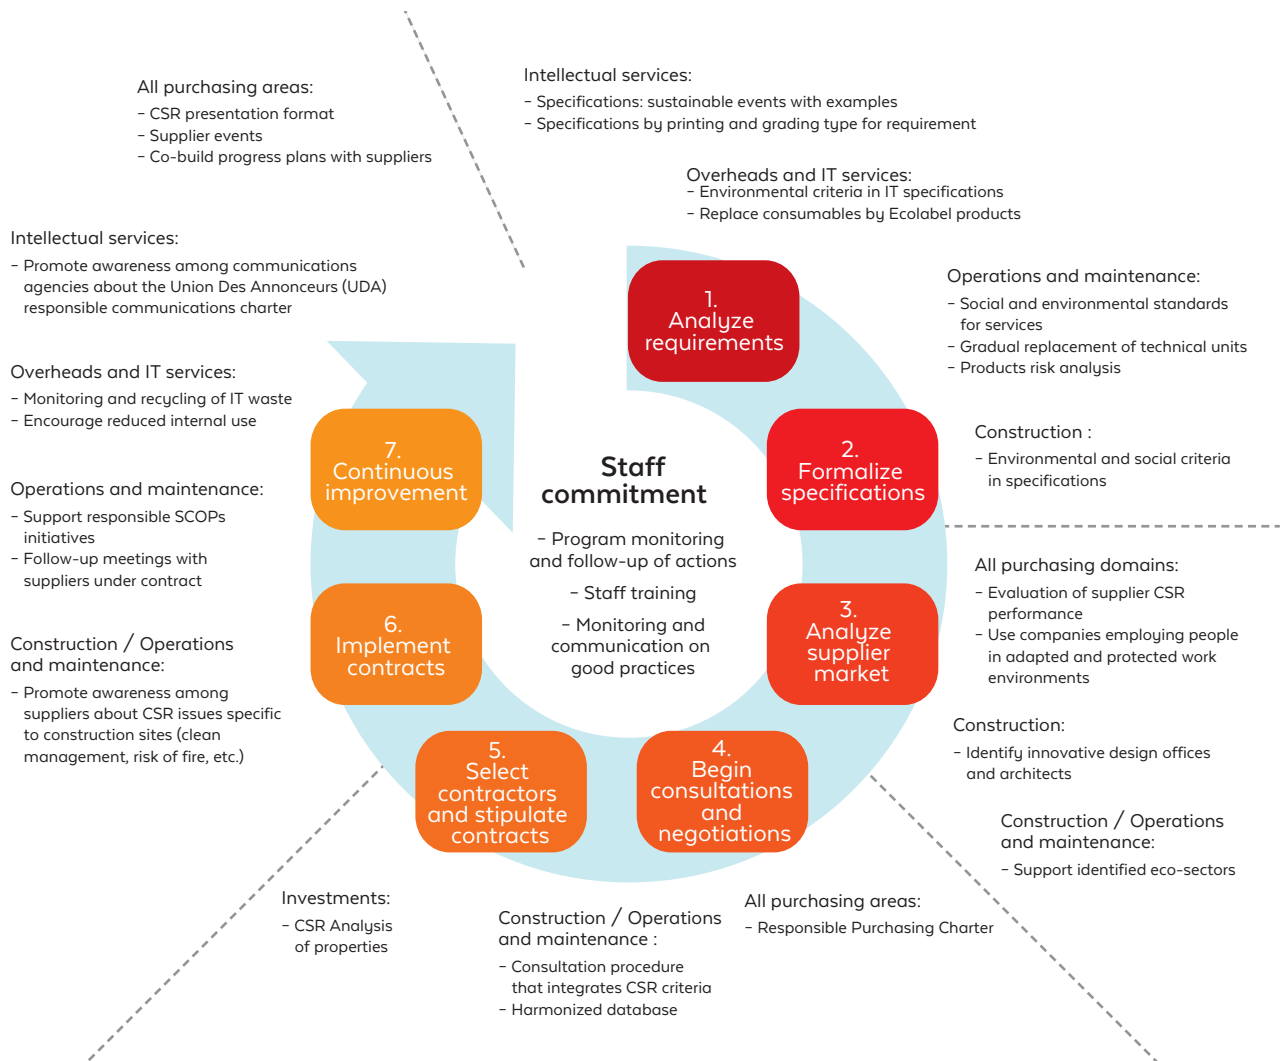 All purchasing areas:
– CSR presentation format
– Supplier events
– Co-build progress plans with suppliers
Intellectual services:
– Specifications: sustainable events with examples
– Specifications by printing and grading type for requirement
Overheads and IT services:
– Environmental criteria in IT specifications
– Replace consumables by Ecolabel products
Operations and maintenance:
– Social and environmental standards
for services
– Gradual replacement of technical units
– Products risk analysis
Construction :
– Environmental and social criteria
in specifications
All purchasing domains:
– Evaluation of supplier CSR
performance
– Use companies employing people
in adapted and protected work
environments
Construction:
– Identify innovative design offices
and architects
Construction / Operations
and maintenance:
– Support identified eco-sectors
All purchasing areas:
– Responsible Purchasing Charter
Construction / Operations
and maintenance :
– Consultation procedure
that integrates CSR criteria
– Harmonized database
Investments:
– CSR Analysis
of properties
Intellectual services:
– Promote awareness among communications
agencies about the Union Des Annonceurs (UDA)
responsible communications charter
Overheads and IT services:
– Monitoring and recycling of IT waste
– Encourage reduced internal use
Operations and maintenance:
– Support responsible SCOPs
initiatives
– Follow-up meetings with
suppliers under contract
Construction / Operations
and maintenance:
– Promote awareness among
suppliers about CSR issues specific
to construction sites (clean
management, risk of fire, etc.)
1.
Analyze
requirements
2.
Formalize
specifications
3.
Analyze
supplier
market
4.
Begin
consultations
and
negotiations
5.
Select
contractors
and stipulate
contracts
6.
Implement
contracts
7.
Continuous
improvement
Staff
commitment
– Program monitoring
and follow-up of actions
– Staff training
– Monitoring and
communication on
good practices